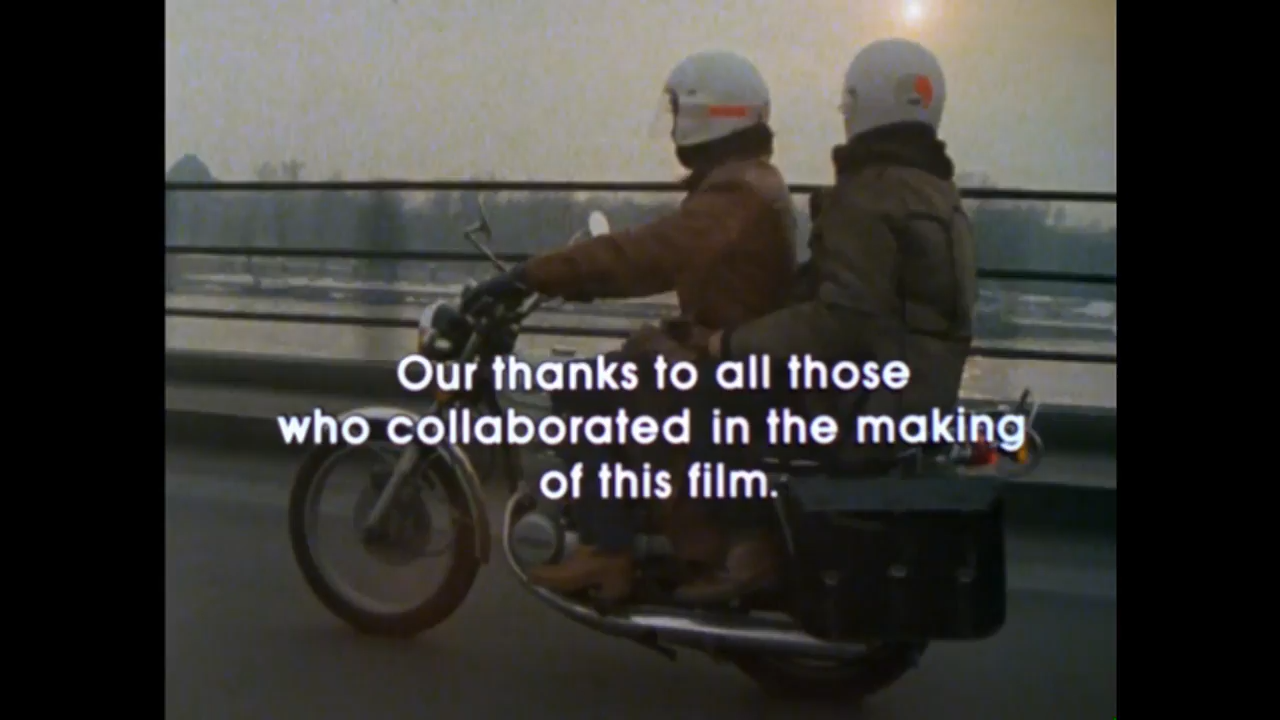 Our thanks to all those
who collaborated in the making
of this film.